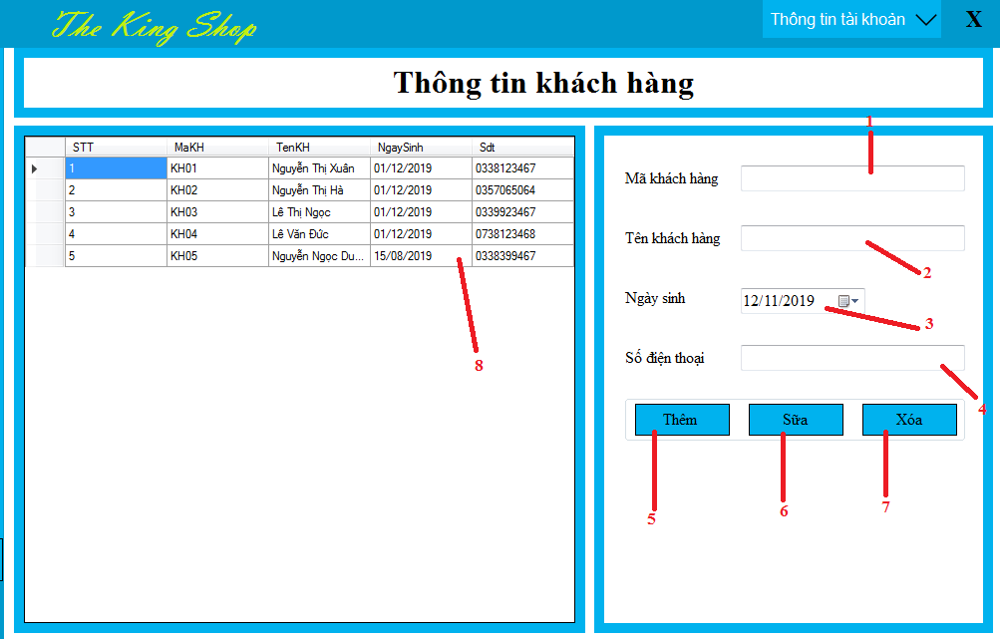 The King Shop
Thông tin tài khoản
X
Thông tin khách hàng
STT MaKH TenKH NgaySinh Sdt
1 KH01 Nguyễn Thị Xuân 01/12/2019 0338123467
2 KH02 Nguyễn Thị Hà 01/12/2019 0357065064
3 KH03 Lê Thị Ngọc 01/12/2019 0339923467
4 KH04 Lê Văn Đức 01/12/2019 0738123468
5 KH05 Nguyễn Ngọc Du... 15/08/2019 0338399467
8
1
Mã khách hàng
Tên khách hàng
2
Ngày sinh 12/11/2019
3
Số điện thoại
4
Thêm Sữa Xóa
5 6 7